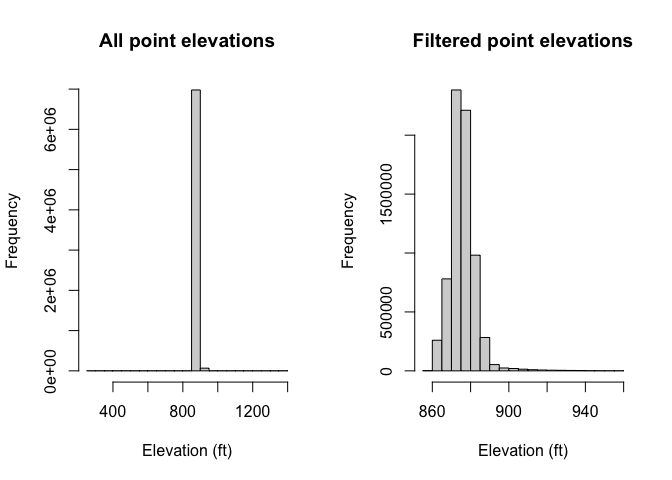 All point elevations
Filtered point elevations
Frequency
0e+00
2e+06
4e+06
6e+06
400
800
1200
Elevation (ft)
Frequency
0
500000
1500000
860
900
940
Elevation (ft)